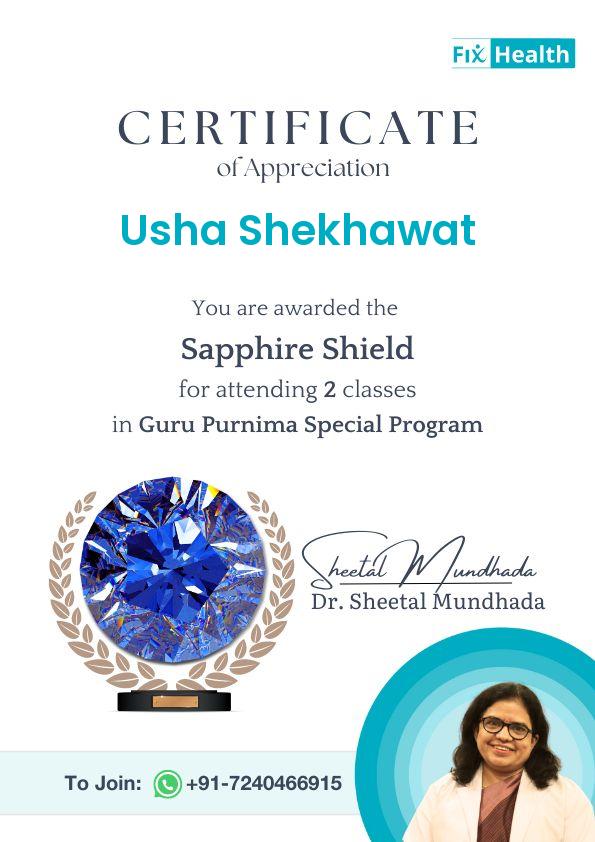 Fix Health
CERTIFICATE
of Appreciation
Usha Shekhawat
You are awarded the
Sapphire Shield
for attending 2 classes
in Guru Purnima Special Program
Sheetal Mundhada
Dr. Sheetal Mundhada
To Join: +91-7240466915